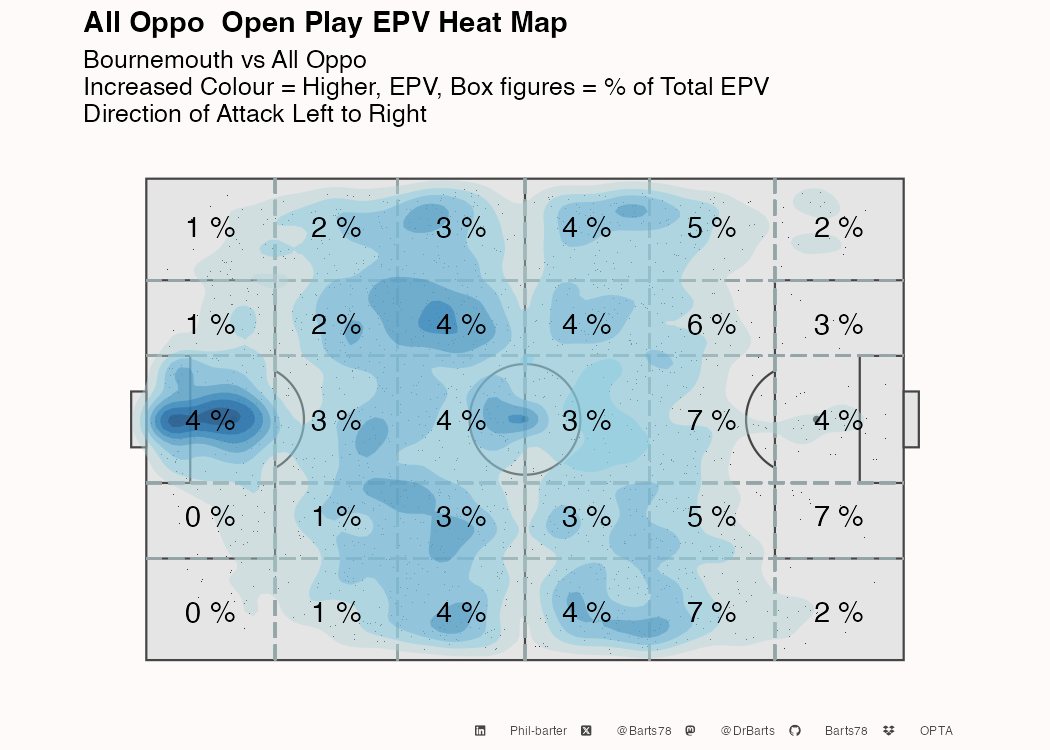 All Oppo  Open Play EPV Heat Map
Bournemouth vs All Oppo
Increased Colour = Higher, EPV, Box figures = % of Total EPV
Direction of Attack Left to Right
1 % 2 % 3 % 4 % 5 % 2 %
1 % 2 % 4 % 4 % 6 % 3 %
4 % 3 % 4 % 3 % 7 % 4 %
0 % 1 % 3 % 3 % 5 % 7 %
0 % 1 % 4 % 4 % 7 % 2 %
Phil-barter @Barts78 @DrBarts Barts78 OPTA